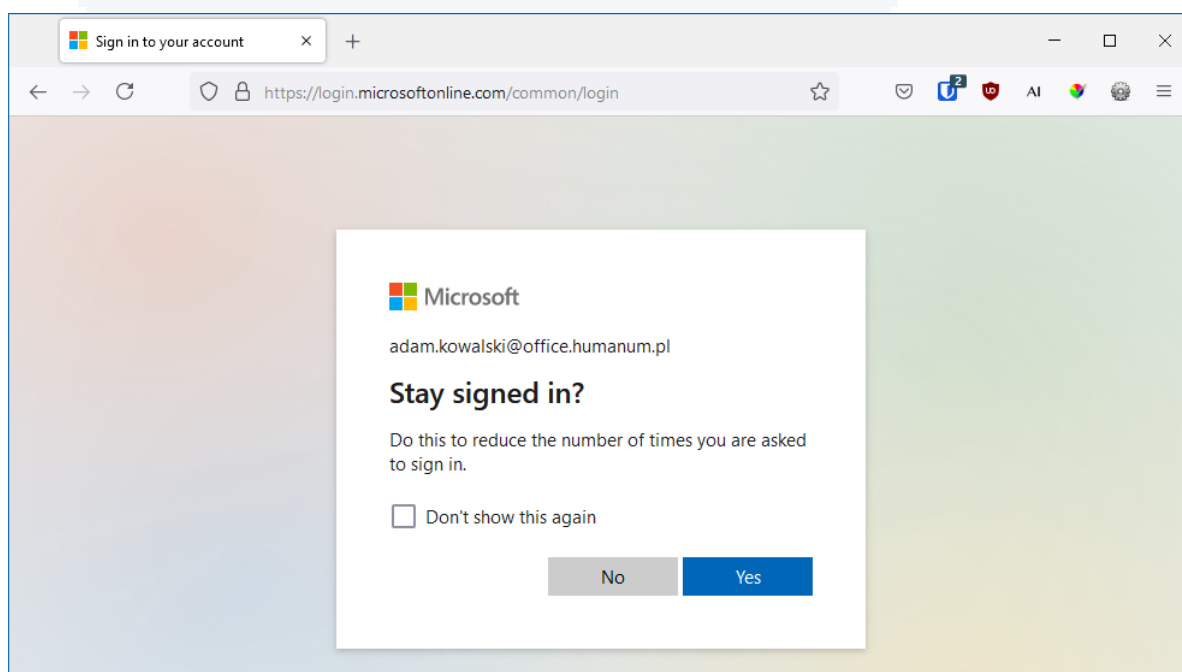 Sign in to your account
https://login.microsoftonline.com/common/login
2
UD
AI
Microsoft
adam.kowalski@office.humanum.pl
Stay signed in?
Do this to reduce the number of times you are asked
to sign in.
Don't show this again
No
Yes